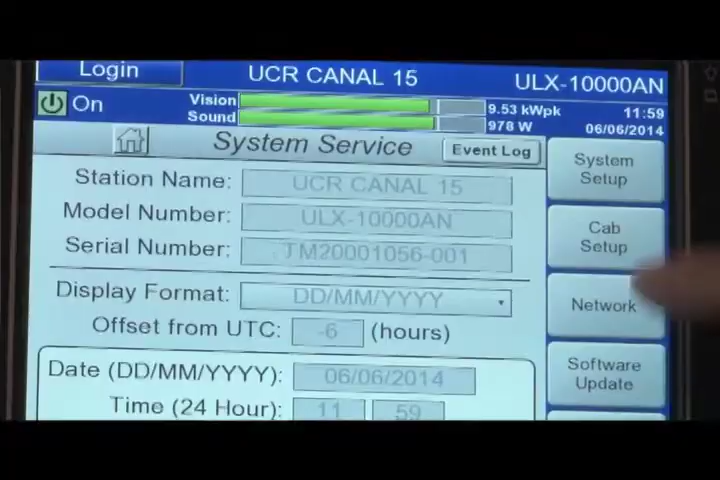 Login
UCR CANAL 15
ULX-10000AN
On
Vision
Sound
9.53 kWpk
978 W
11:59
06/06/2014
System Service
Event Log
Station Name: UCR CANAL 15
Model Number: ULX-10000AN
Serial Number: TM20001056-001
Display Format: DD/MM/YYYY
Offset from UTC: -6 (hours)
Date (DD/MM/YYYY): 06/06/2014
Time (24 Hour): 11 59
System
Setup
Cab
Setup
Network
Software
Update